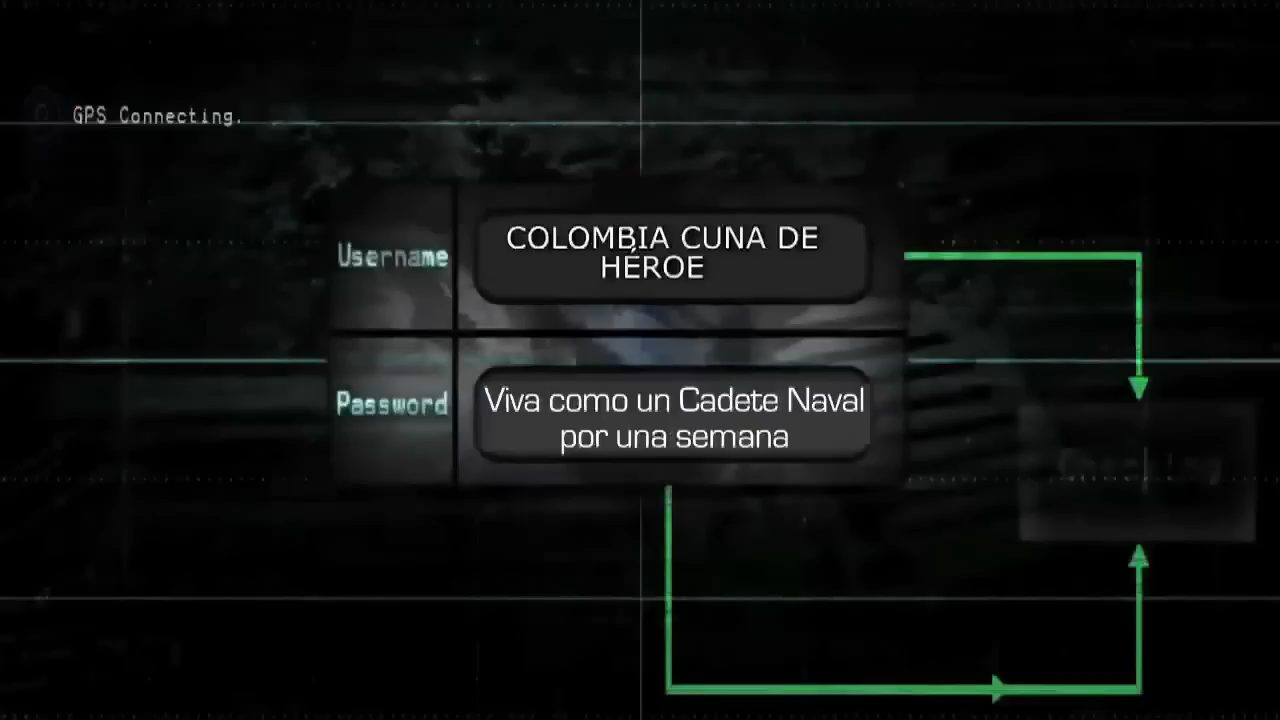 GPS Connecting.
Username
COLOMBIA CUNA DE
HÉROE
Password
Viva como un Cadete Naval
por una semana